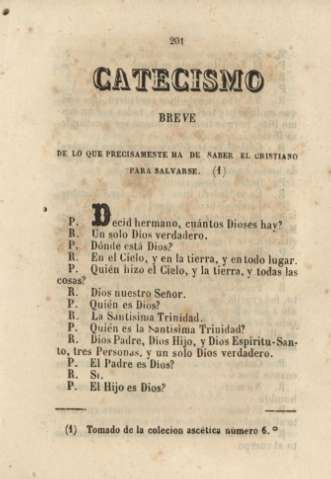 201
CATECISMO
BREVE
DE LO QUE PRECISAMENTE HA DE SABER EL CRISTIANO
PARA SALVARSE. (1)
P. Decid hermano, cuántos Dioses hay?
R. Un solo Dios verdadero.
P. Dónde está Dios?
R. En el Cielo, y en la tierra, y en todo lugar.
P. Quién hizo el Cielo, y la tierra, y todas las
cosas?
R. Dios nuestro Señor.
P. Quién es Dios?
R. La Santísima Trinidad.
P. Quién es la Santísima Trinidad?
R. Dios Padre, Dios Hijo, y Dios Espíritu-San-
to, tres Personas, y un solo Dios verdadero.
P. El Padre es Dios?
R. Si.
P. El Hijo es Dios?
(1) Tomado de la colecion ascética número 6.º